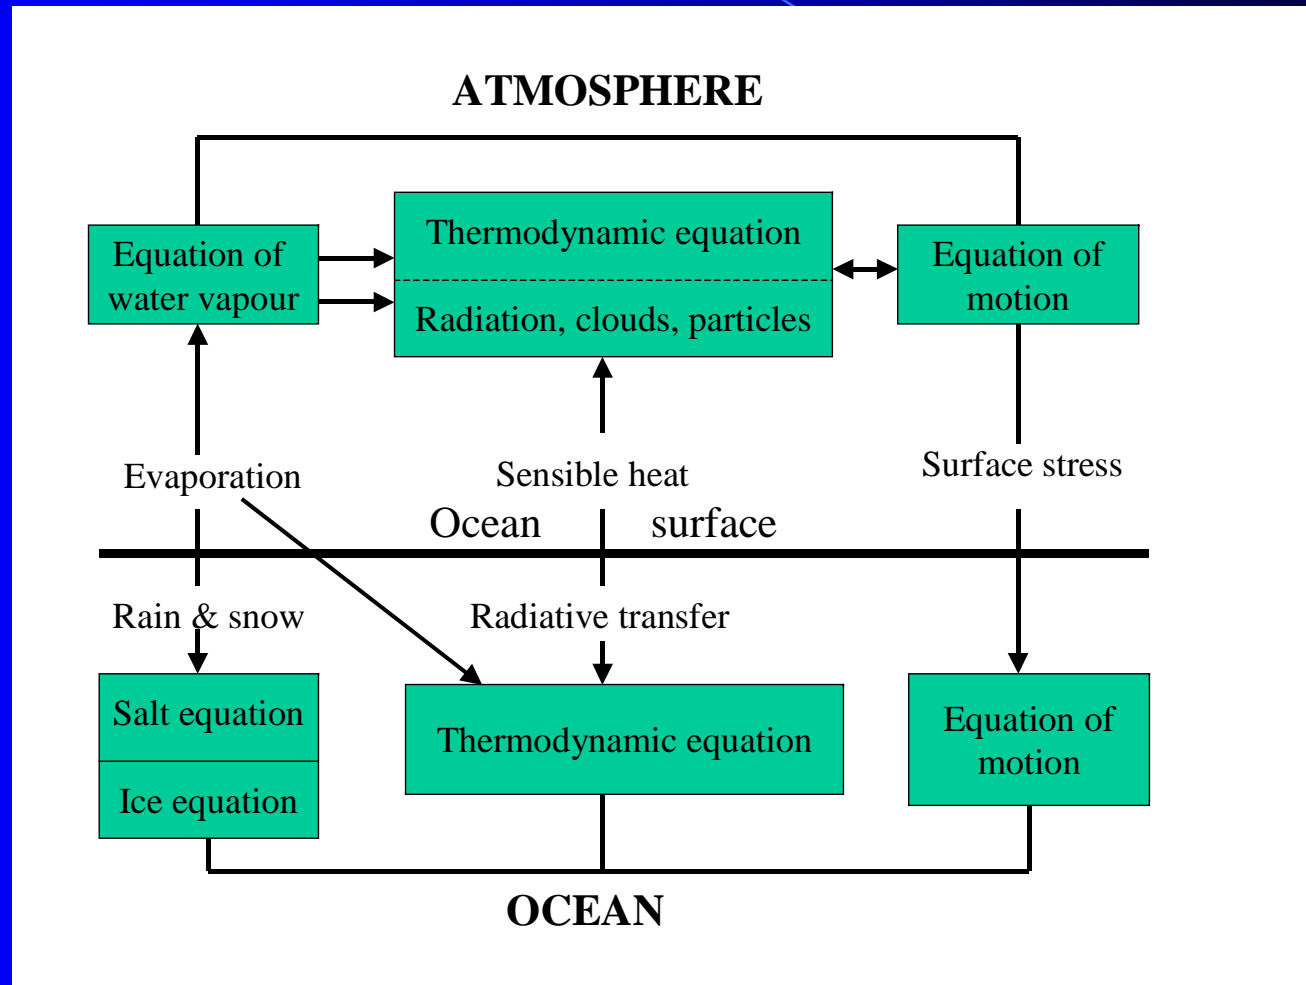 ATMOSPHERE
Equation of
water vapour
Thermodynamic equation
Radiation, clouds, particles
Equation of
motion
Evaporation
Sensible heat
Surface stress
Ocean surface
Rain & snow
Radiative transfer
Salt equation
Ice equation
Thermodynamic equation
Equation of
motion
OCEAN